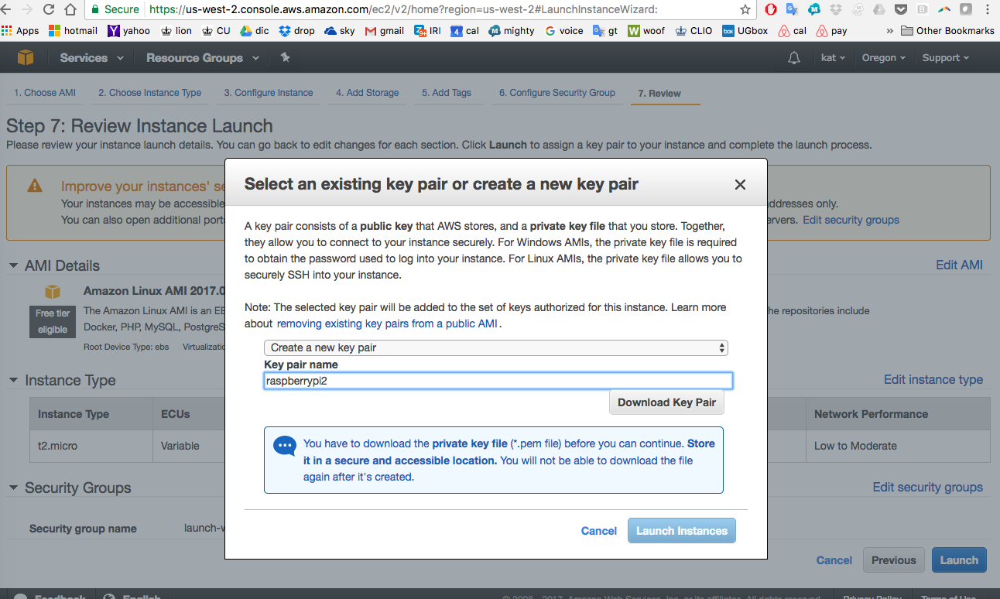 Secure https://us-west-2.console.aws.amazon.com/ec2/v2/home?region=us-west-2#LaunchInstanceWizard:
Apps hotmail yahoo lion CU dic drop sky gmail IRI cal mighty voice gt woof CLIO UGbox cal pay » Other Bookmarks
Services Resource Groups kat Oregon Support
1. Choose AMI 2. Choose Instance Type 3. Configure Instance 4. Add Storage 5. Add Tags 6. Configure Security Group 7. Review
Step 7: Review Instance Launch
Please review your instance launch details. You can go back to edit changes for each section. Click Launch to assign a key pair to your instance and complete the launch process.
Improve your instances' se
Your instances may be accessible
ddresses only.
You can also open additional port
ervers. Edit security groups
AMI Details
Edit AMI
Free tier eligible
Amazon Linux AMI 2017.0
The Amazon Linux AMI is an EB
he repositories include
Docker, PHP, MySQL, PostgreS
Root Device Type: ebs Virtualizatio
Instance Type
Edit instance type
Instance Type ECUs Network Performance
t2.micro Variable Low to Moderate
Security Groups
Edit security groups
Security group name launch-w
Cancel Previous Launch
Select an existing key pair or create a new key pair
A key pair consists of a public key that AWS stores, and a private key file that you store. Together,
they allow you to connect to your instance securely. For Windows AMIs, the private key file is required
to obtain the password used to log into your instance. For Linux AMIs, the private key file allows you to
securely SSH into your instance.
Note: The selected key pair will be added to the set of keys authorized for this instance. Learn more
about removing existing key pairs from a public AMI.
Create a new key pair
Key pair name
raspberrypi2
Download Key Pair
You have to download the private key file (*.pem file) before you can continue. Store
it in a secure and accessible location. You will not be able to download the file
again after it's created.
Cancel Launch Instances
Feedback English
Privacy Policy Terms of Use